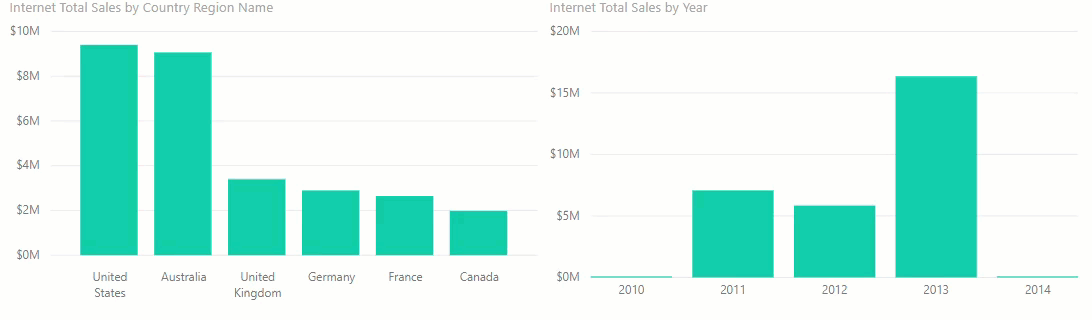 Internet Total Sales by Country Region Name
$10M
$8M
$6M
$4M
$2M
$0M
United
States
Australia
United
Kingdom
Germany
France
Canada
Internet Total Sales by Year
$20M
$15M
$10M
$5M
$0M
2010
2011
2012
2013
2014